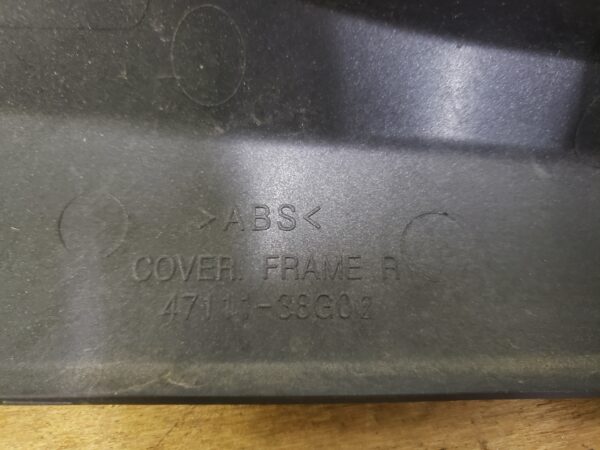 >ABS<
COVER. FRAME R
47111-38G02